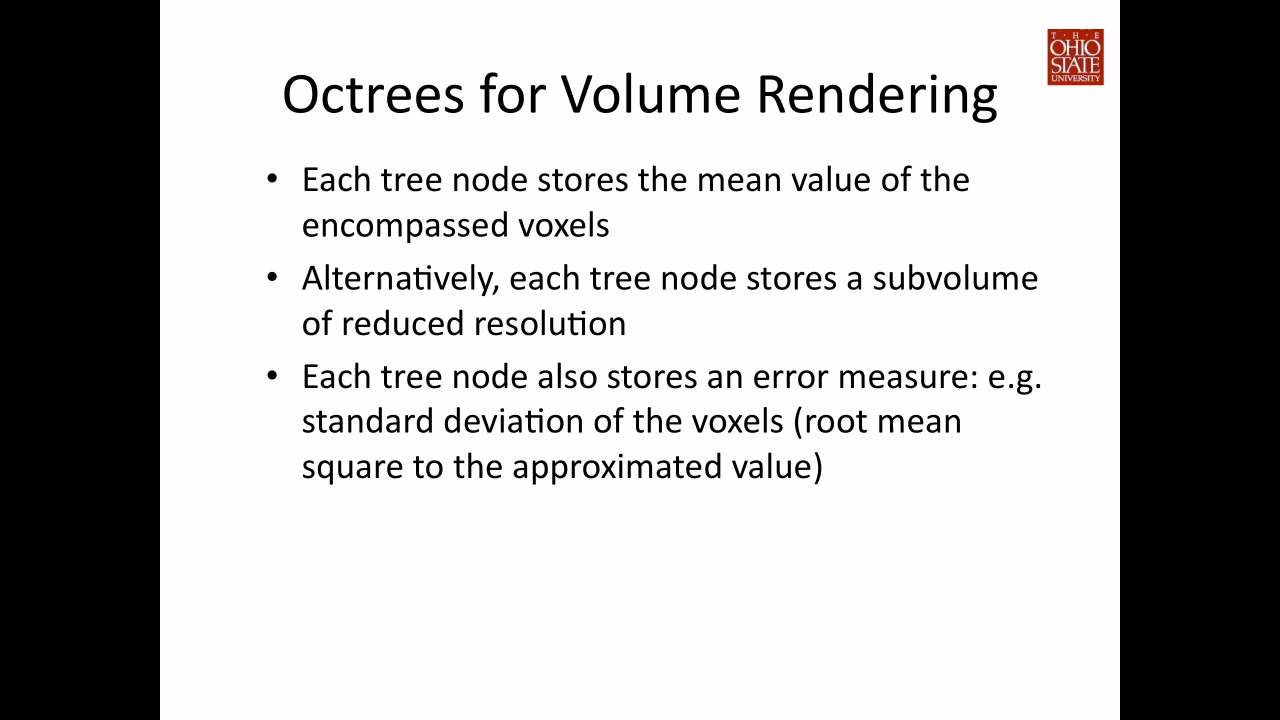 T · H · E
OHIO
STATE
UNIVERSITY
Octrees for Volume Rendering
• Each tree node stores the mean value of the
encompassed voxels
• Alternatively, each tree node stores a subvolume
of reduced resolution
• Each tree node also stores an error measure: e.g.
standard deviation of the voxels (root mean
square to the approximated value)